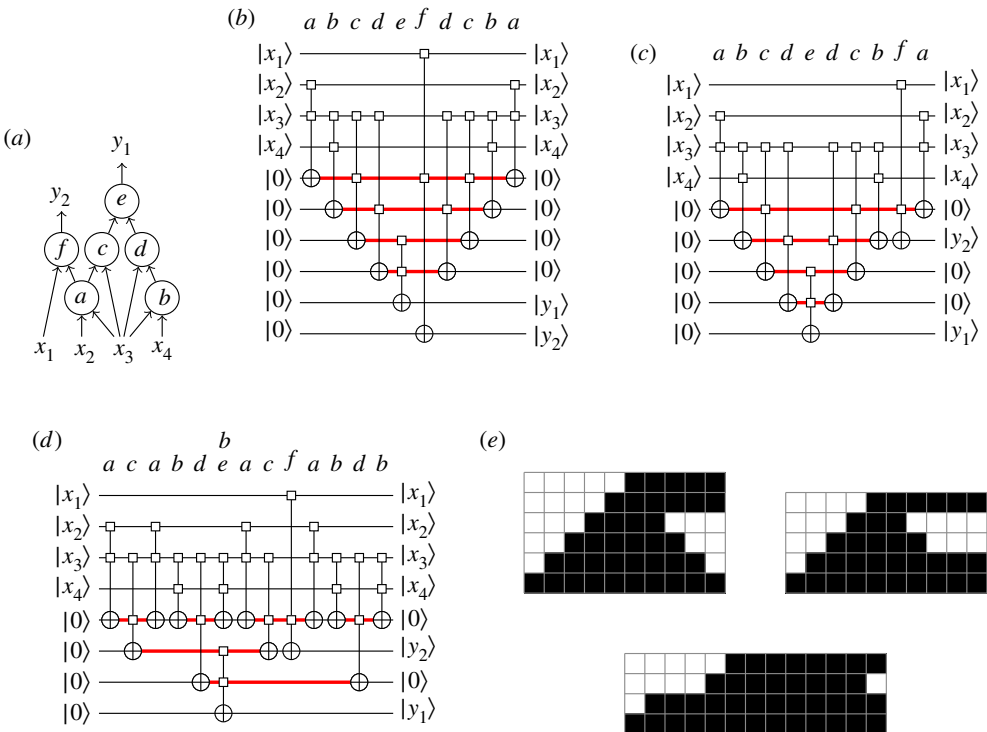 (a)
y₁
y₂
e
f c d
a b
x₁ x₂ x₃ x₄
(b)
a b c d e f d c b a
|x₁⟩ |x₁⟩
|x₂⟩ |x₂⟩
|x₃⟩ |x₃⟩
|x₄⟩ |x₄⟩
|0⟩ |0⟩
|0⟩ |0⟩
|0⟩ |0⟩
|0⟩ |0⟩
|0⟩ |y₁⟩
|0⟩ |y₂⟩
(c)
a b c d e d c b f a
|x₁⟩ |x₁⟩
|x₂⟩ |x₂⟩
|x₃⟩ |x₃⟩
|x₄⟩ |x₄⟩
|0⟩ |0⟩
|0⟩ |y₂⟩
|0⟩ |0⟩
|0⟩ |0⟩
|0⟩ |y₁⟩
(d)
b
a c a b d e a c f a b d b
|x₁⟩ |x₁⟩
|x₂⟩ |x₂⟩
|x₃⟩ |x₃⟩
|x₄⟩ |x₄⟩
|0⟩ |0⟩
|0⟩ |y₂⟩
|0⟩ |0⟩
|0⟩ |y₁⟩
(e)